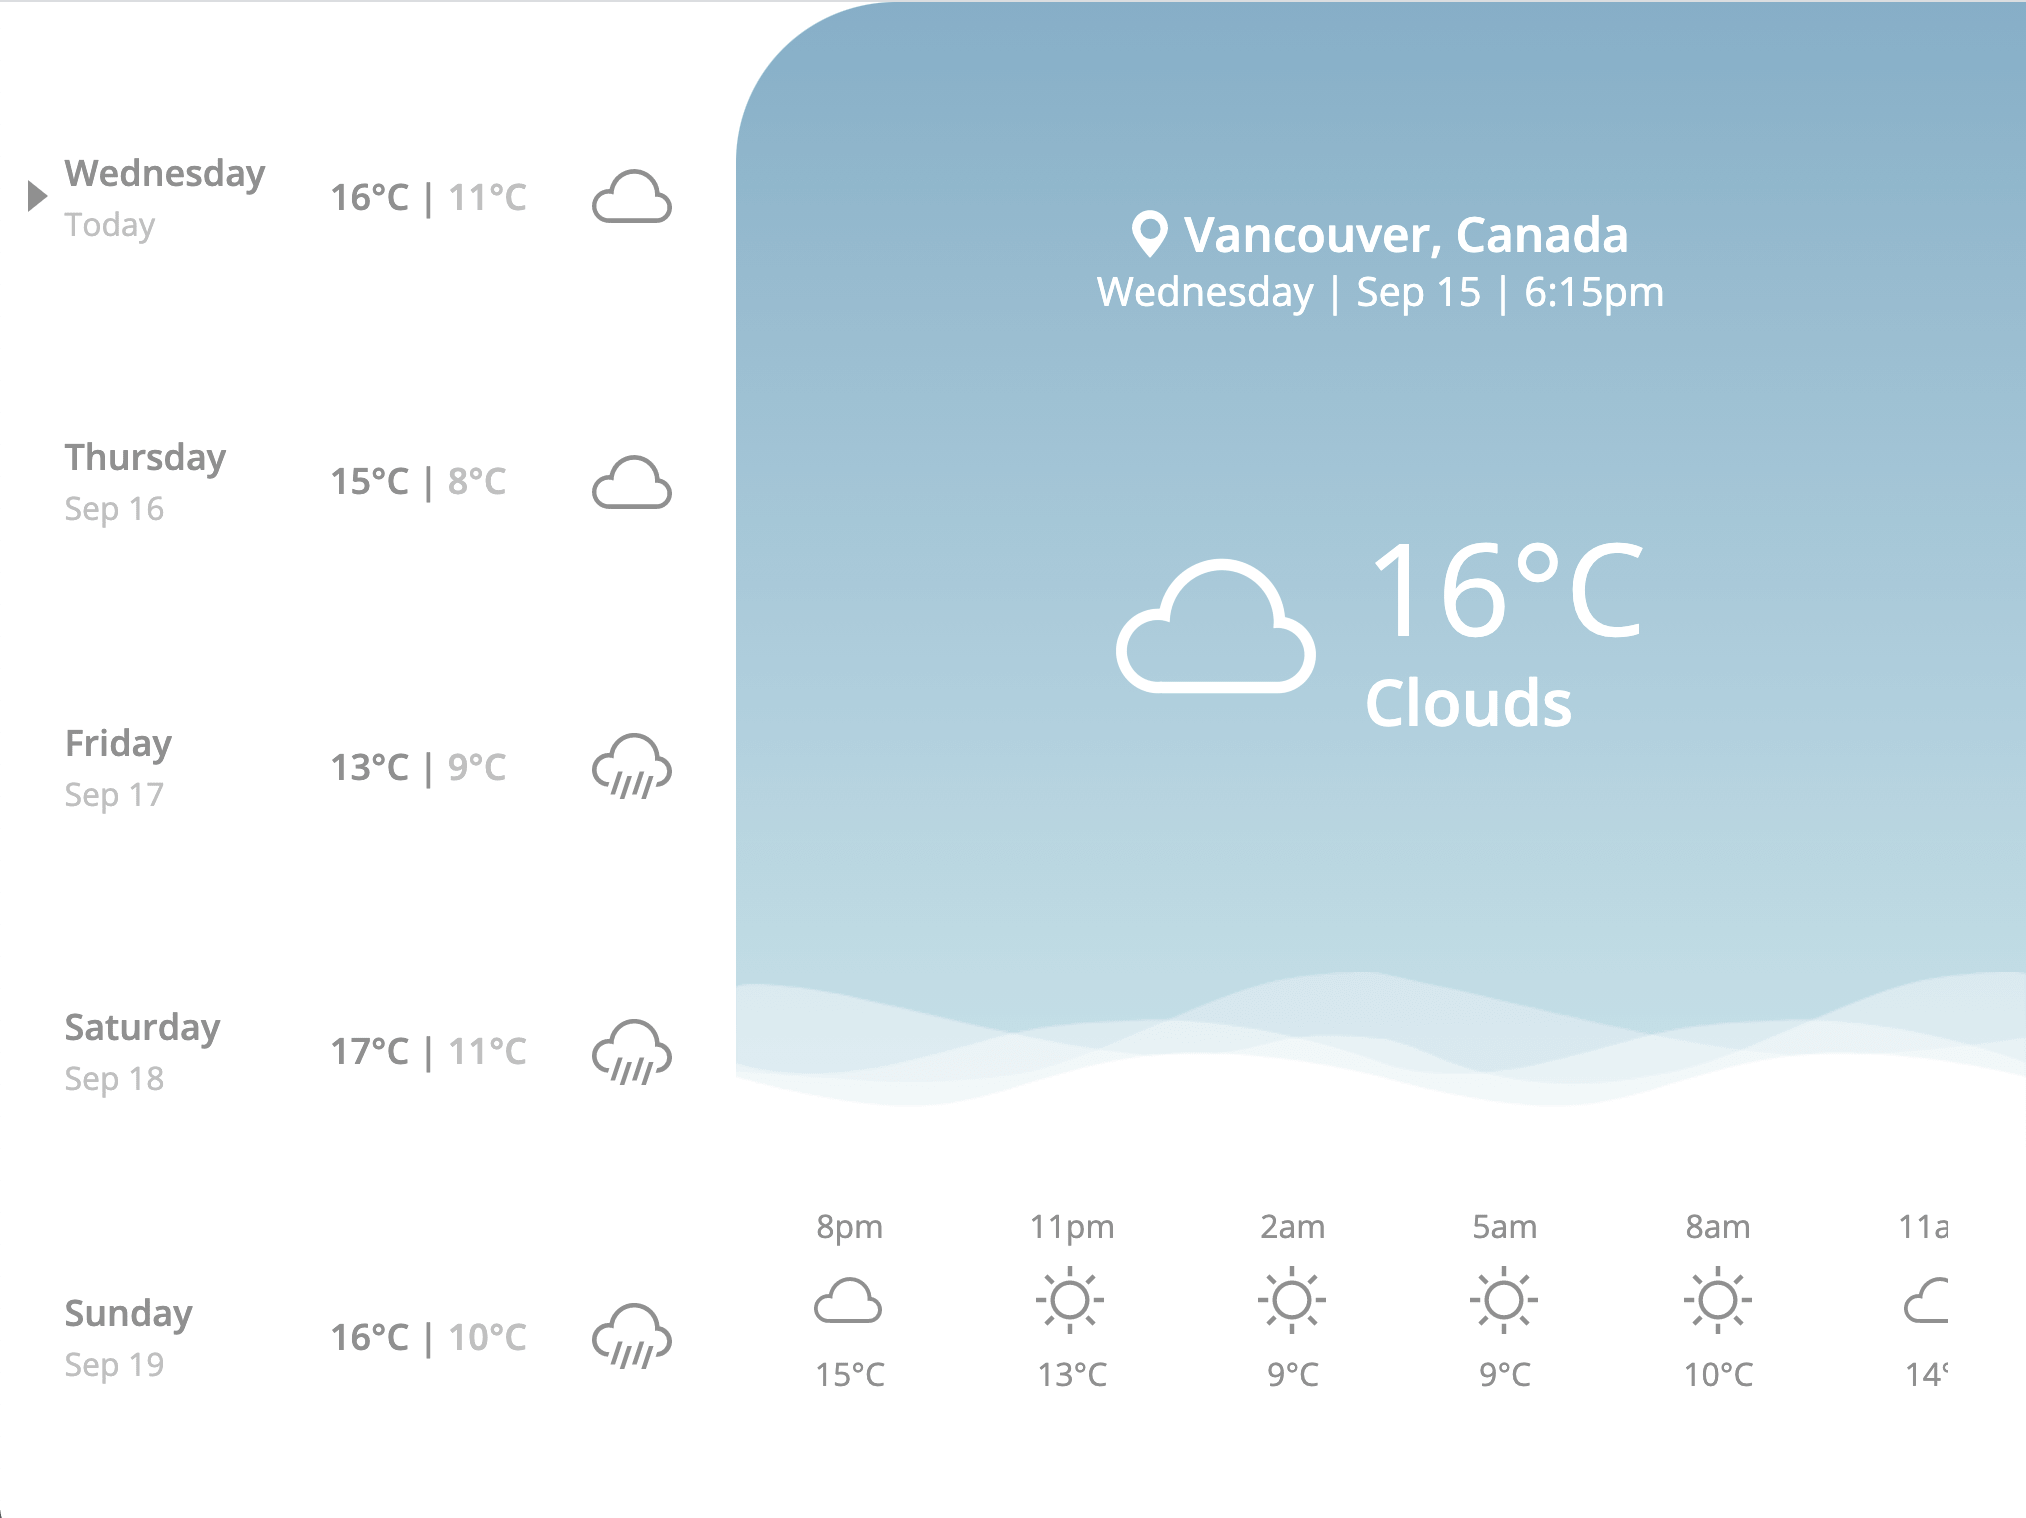 Wednesday
Today
16°C | 11°C
Thursday
Sep 16
15°C | 8°C
Friday
Sep 17
13°C | 9°C
Saturday
Sep 18
17°C | 11°C
Sunday
Sep 19
16°C | 10°C
Vancouver, Canada
Wednesday | Sep 15 | 6:15pm
16°C
Clouds
8pm 11pm 2am 5am 8am 11a
15°C 13°C 9°C 9°C 10°C 14°